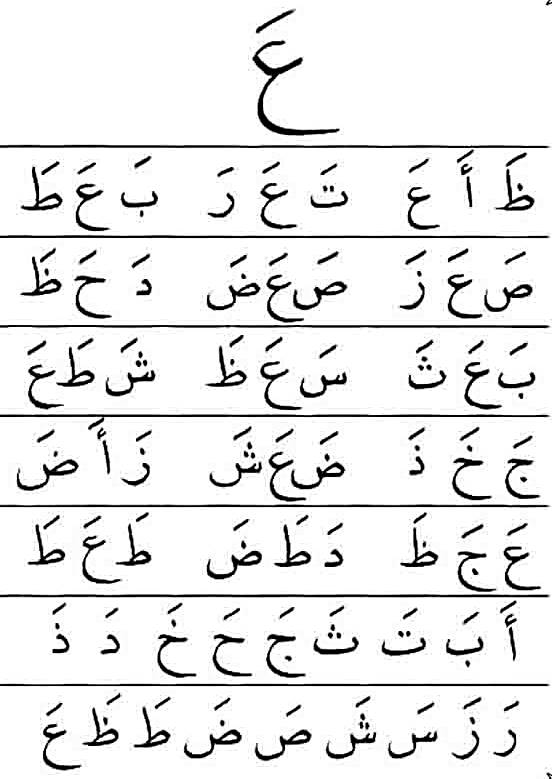 عَ
ظَ أَ عَ تَ عَ رَ بَ عَ طَ
صَ عَ زَ صَ عَ ضَ دَ حَ ظَ
بَ عَ ثَ سَ عَ ظَ شَ طَ عَ
جَ خَ ذَ ضَ عَ شَ زَ أَ ضَ
عَ جَ ظَ دَ طَ ضَ طَ عَ طَ
أَ بَ تَ ثَ جَ حَ خَ دَ ذَ
رَ زَ سَ شَ صَ ضَ طَ ظَ عَ